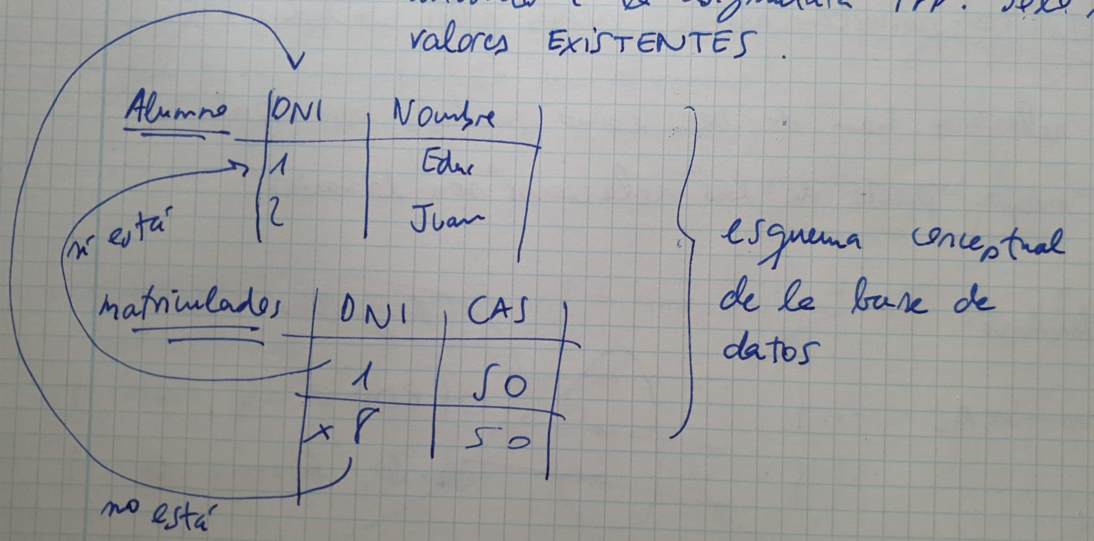 valores EXISTENTES.
Alumno DNI Nombre
1 Edu
2 Juan
sí está
esquema conceptual
de la base de
datos
matriculados DNI CAS
1 50
x 8 50
no está